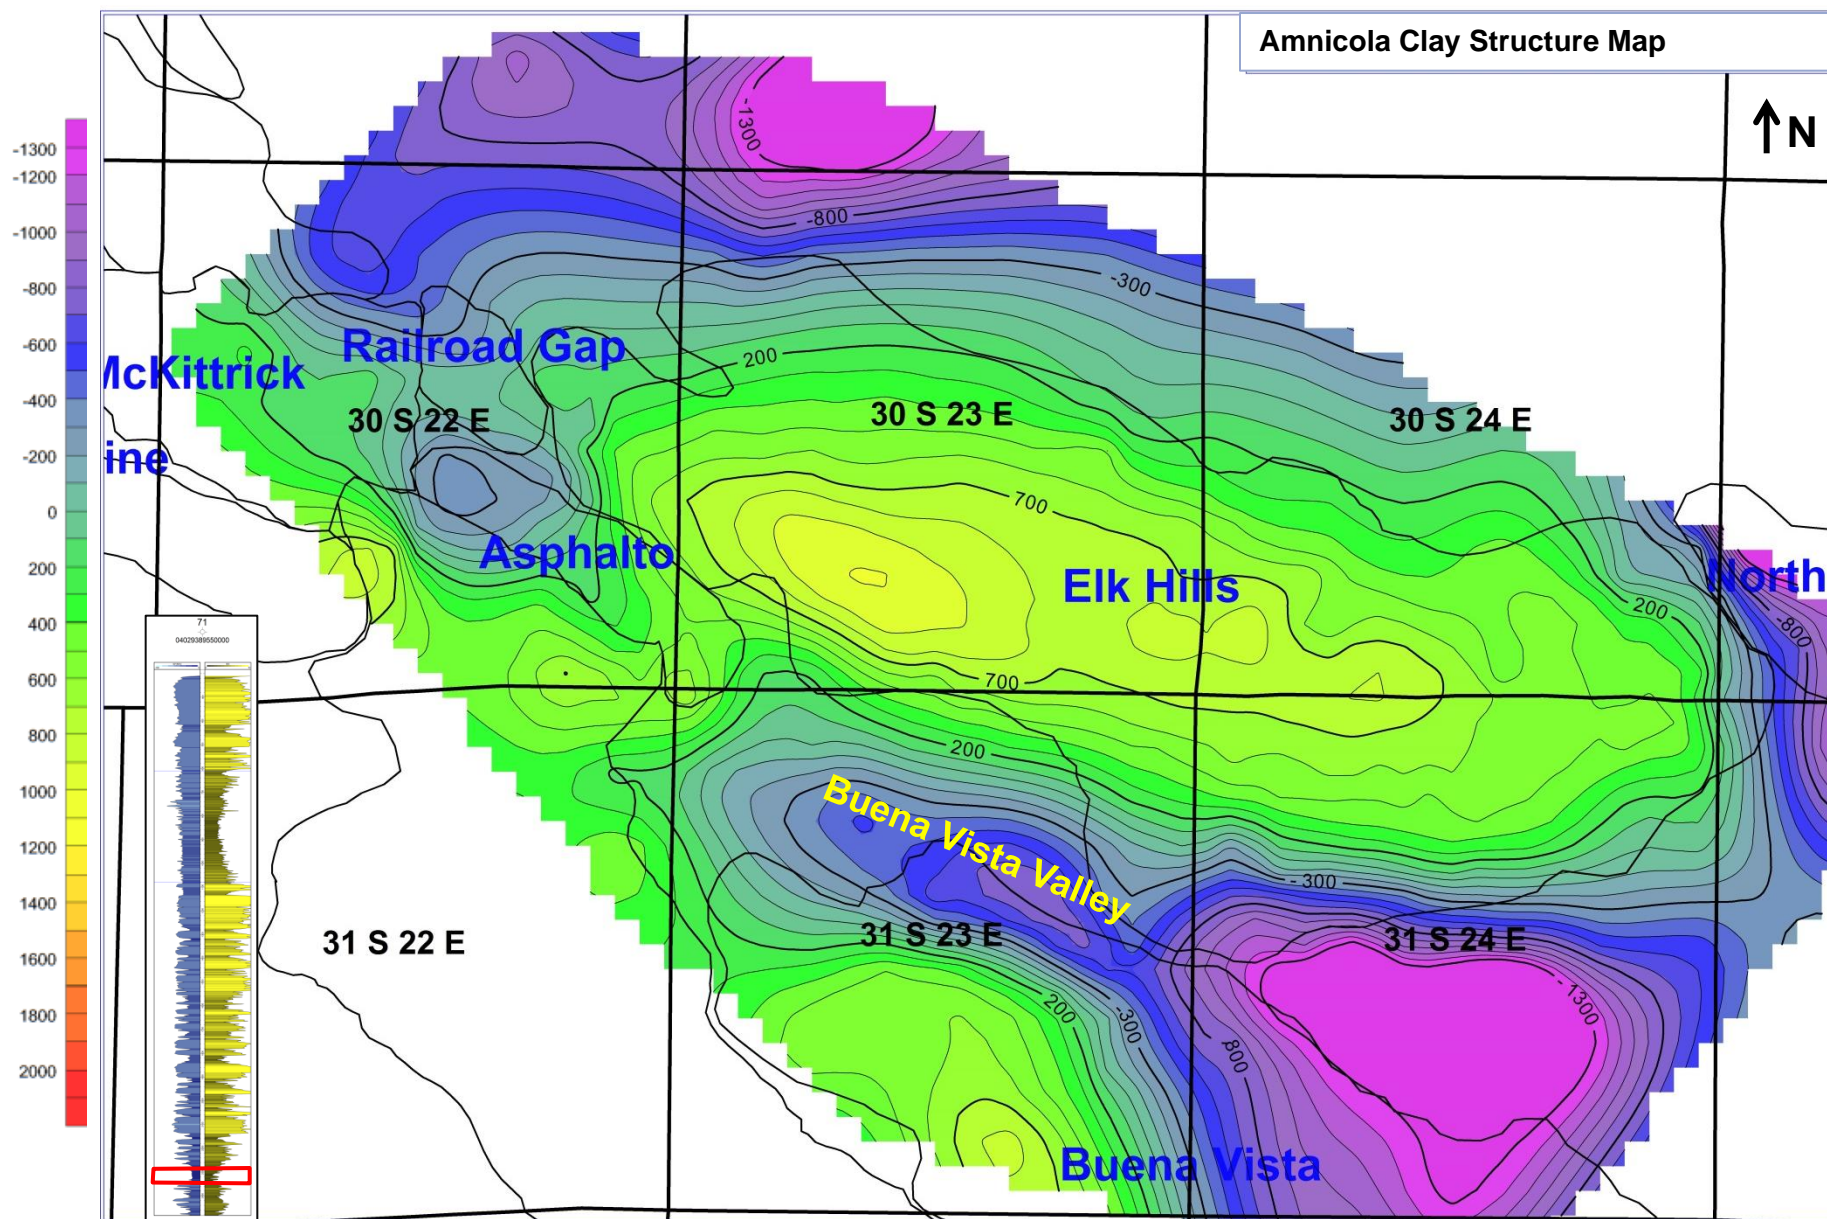 Amnicola Clay Structure Map
N
-1300
-1200
-1000
-800
-600
-400
-200
0
200
400
600
800
1000
1200
1400
1600
1800
2000
-1300
-800
-300
Railroad Gap
McKittrick
200
30 S 22 E
30 S 23 E
30 S 24 E
ine
700
Asphalto
Elk Hills
North
200
-800
71
04029389550000
700
200
Buena Vista Valley
-300
31 S 22 E
31 S 23 E
31 S 24 E
-1300
200
-300
800
Buena Vista